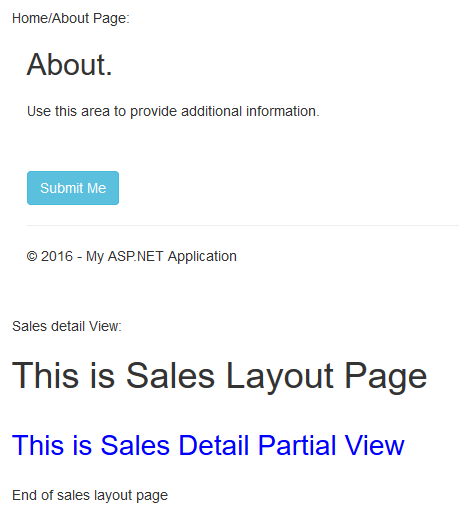 Home/About Page:
About.
Use this area to provide additional information.
Submit Me
© 2016 - My ASP.NET Application
Sales detail View:
This is Sales Layout Page
This is Sales Detail Partial View
End of sales layout page